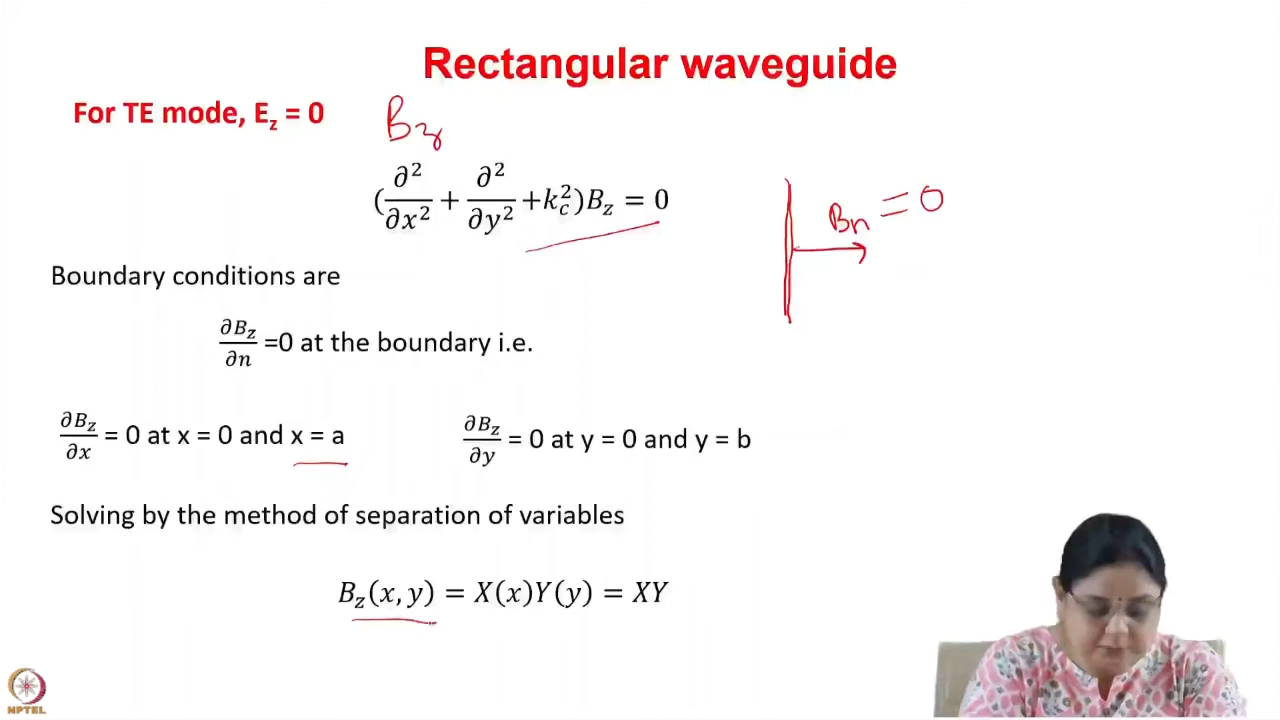 Rectangular waveguide
For TE mode, E_z = 0
B_z
(∂²/∂x² + ∂²/∂y² + k_c²)B_z = 0
B_n = 0
Boundary conditions are
∂B_z/∂n =0 at the boundary i.e.
∂B_z/∂x = 0 at x = 0 and x = a
∂B_z/∂y = 0 at y = 0 and y = b
Solving by the method of separation of variables
B_z(x, y) = X(x)Y(y) = XY
NPTEL